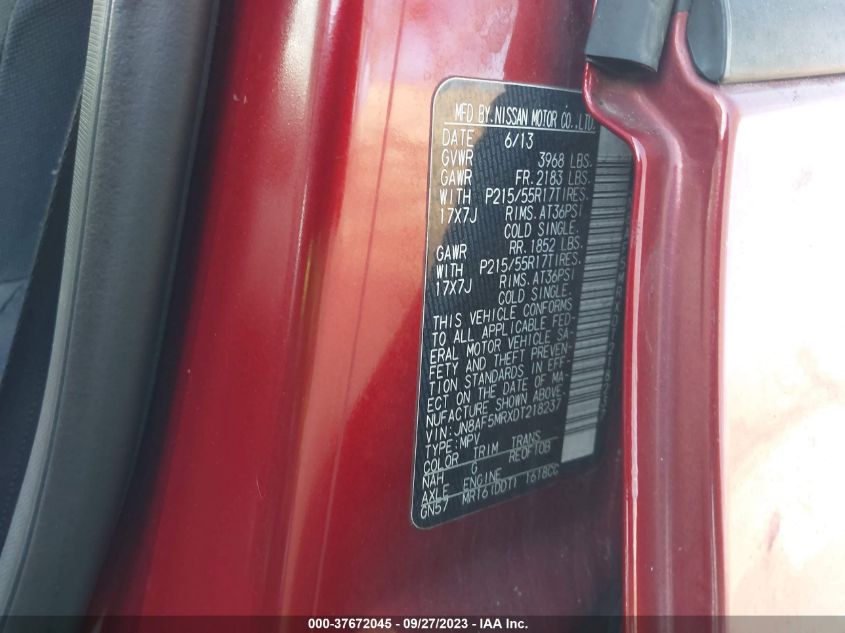 MFD BY.NISSAN MOTOR CO.,LTD.
DATE 6/13
GVWR 3968 LBS.
GAWR FR.2183 LBS.
WITH P215/55R17TIRES.
17X7J RIMS.AT36PSI
COLD SINGLE.
GAWR RR.1852 LBS.
WITH P215/55R17TIRES.
17X7J RIMS.AT36PSI
COLD SINGLE.
THIS VEHICLE CONFORMS
TO ALL APPLICABLE FED-
ERAL MOTOR VEHICLE SA-
FETY AND THEFT PREVEN-
TION STANDARDS IN EFF-
ECT ON THE DATE OF MA-
NUFACTURE SHOWN ABOVE.
VIN:JN8AF5MRXDT218237
TYPE:MPV
COLOR TRIM TRANS
NAH G RE0F10B
AXLE ENGINE
GN57 MR16(DDT) 1618CC
000-37672045 - 09/27/2023 - IAA Inc.